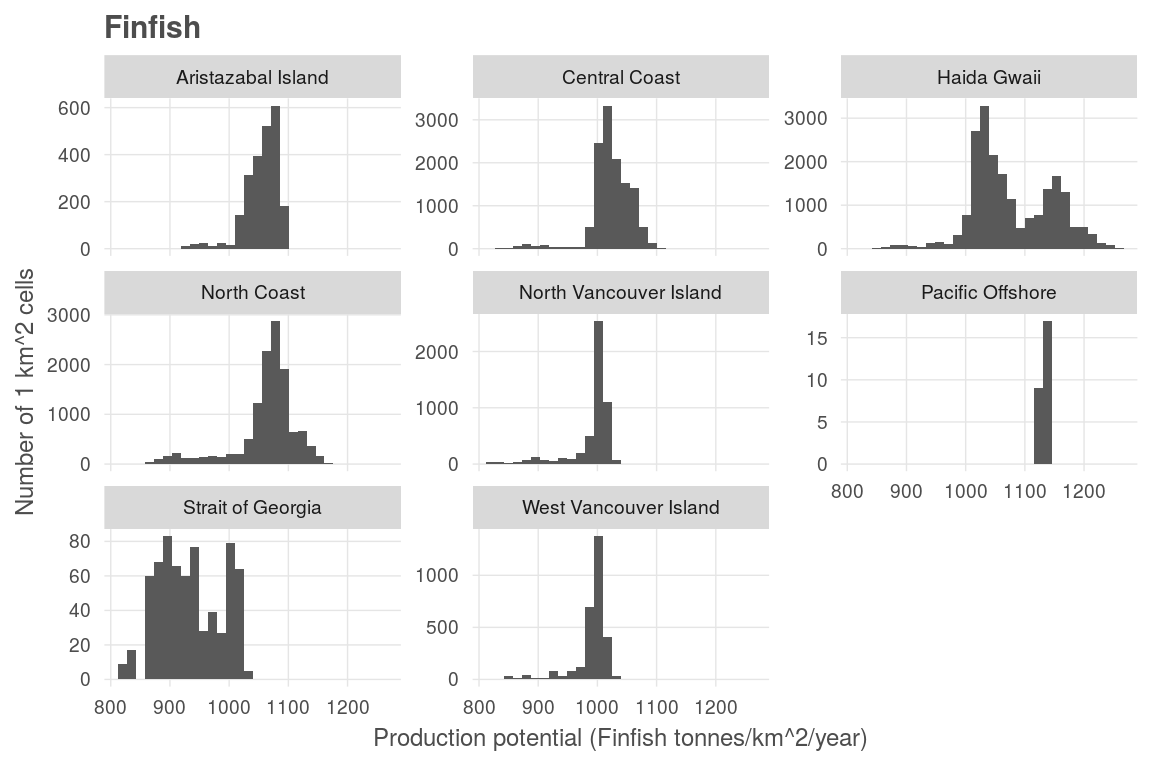 Finfish
Aristazabal Island
Central Coast
Haida Gwaii
600
400
200
0
3000
2000
1000
0
3000
2000
1000
0
North Coast
North Vancouver Island
Pacific Offshore
3000
2000
1000
0
2000
1000
0
15
10
5
0
800 900 1000 1100 1200
Strait of Georgia
West Vancouver Island
80
60
40
20
0
1000
500
0
800 900 1000 1100 1200
800 900 1000 1100 1200
Number of 1 km^2 cells
Production potential (Finfish tonnes/km^2/year)